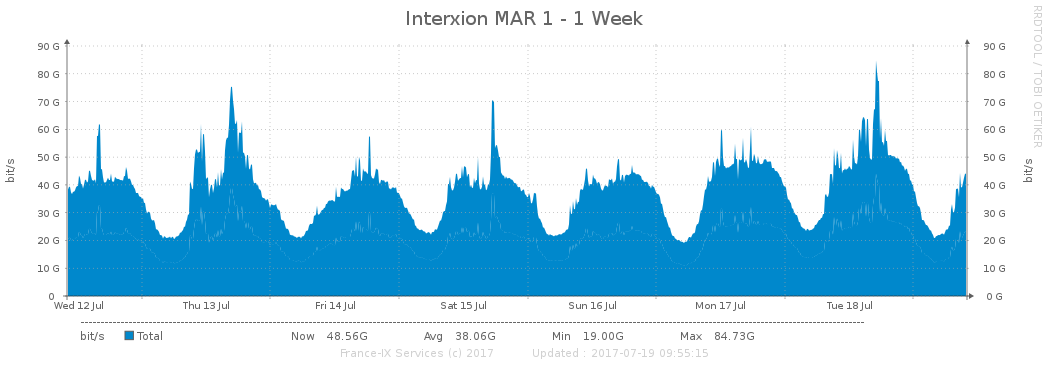 Interxion MAR 1 - 1 Week
RRDTOOL / TOBI OETIKER
90 G 90 G
80 G 80 G
70 G 70 G
60 G 60 G
50 G 50 G
40 G 40 G
30 G 30 G
20 G 20 G
10 G 10 G
0 0 G
bit/s bit/s
Wed 12 Jul Thu 13 Jul Fri 14 Jul Sat 15 Jul Sun 16 Jul Mon 17 Jul Tue 18 Jul
bit/s Total Now 48.56G Avg 38.06G Min 19.00G Max 84.73G
France-IX Services (c) 2017 Updated : 2017-07-19 09:55:15